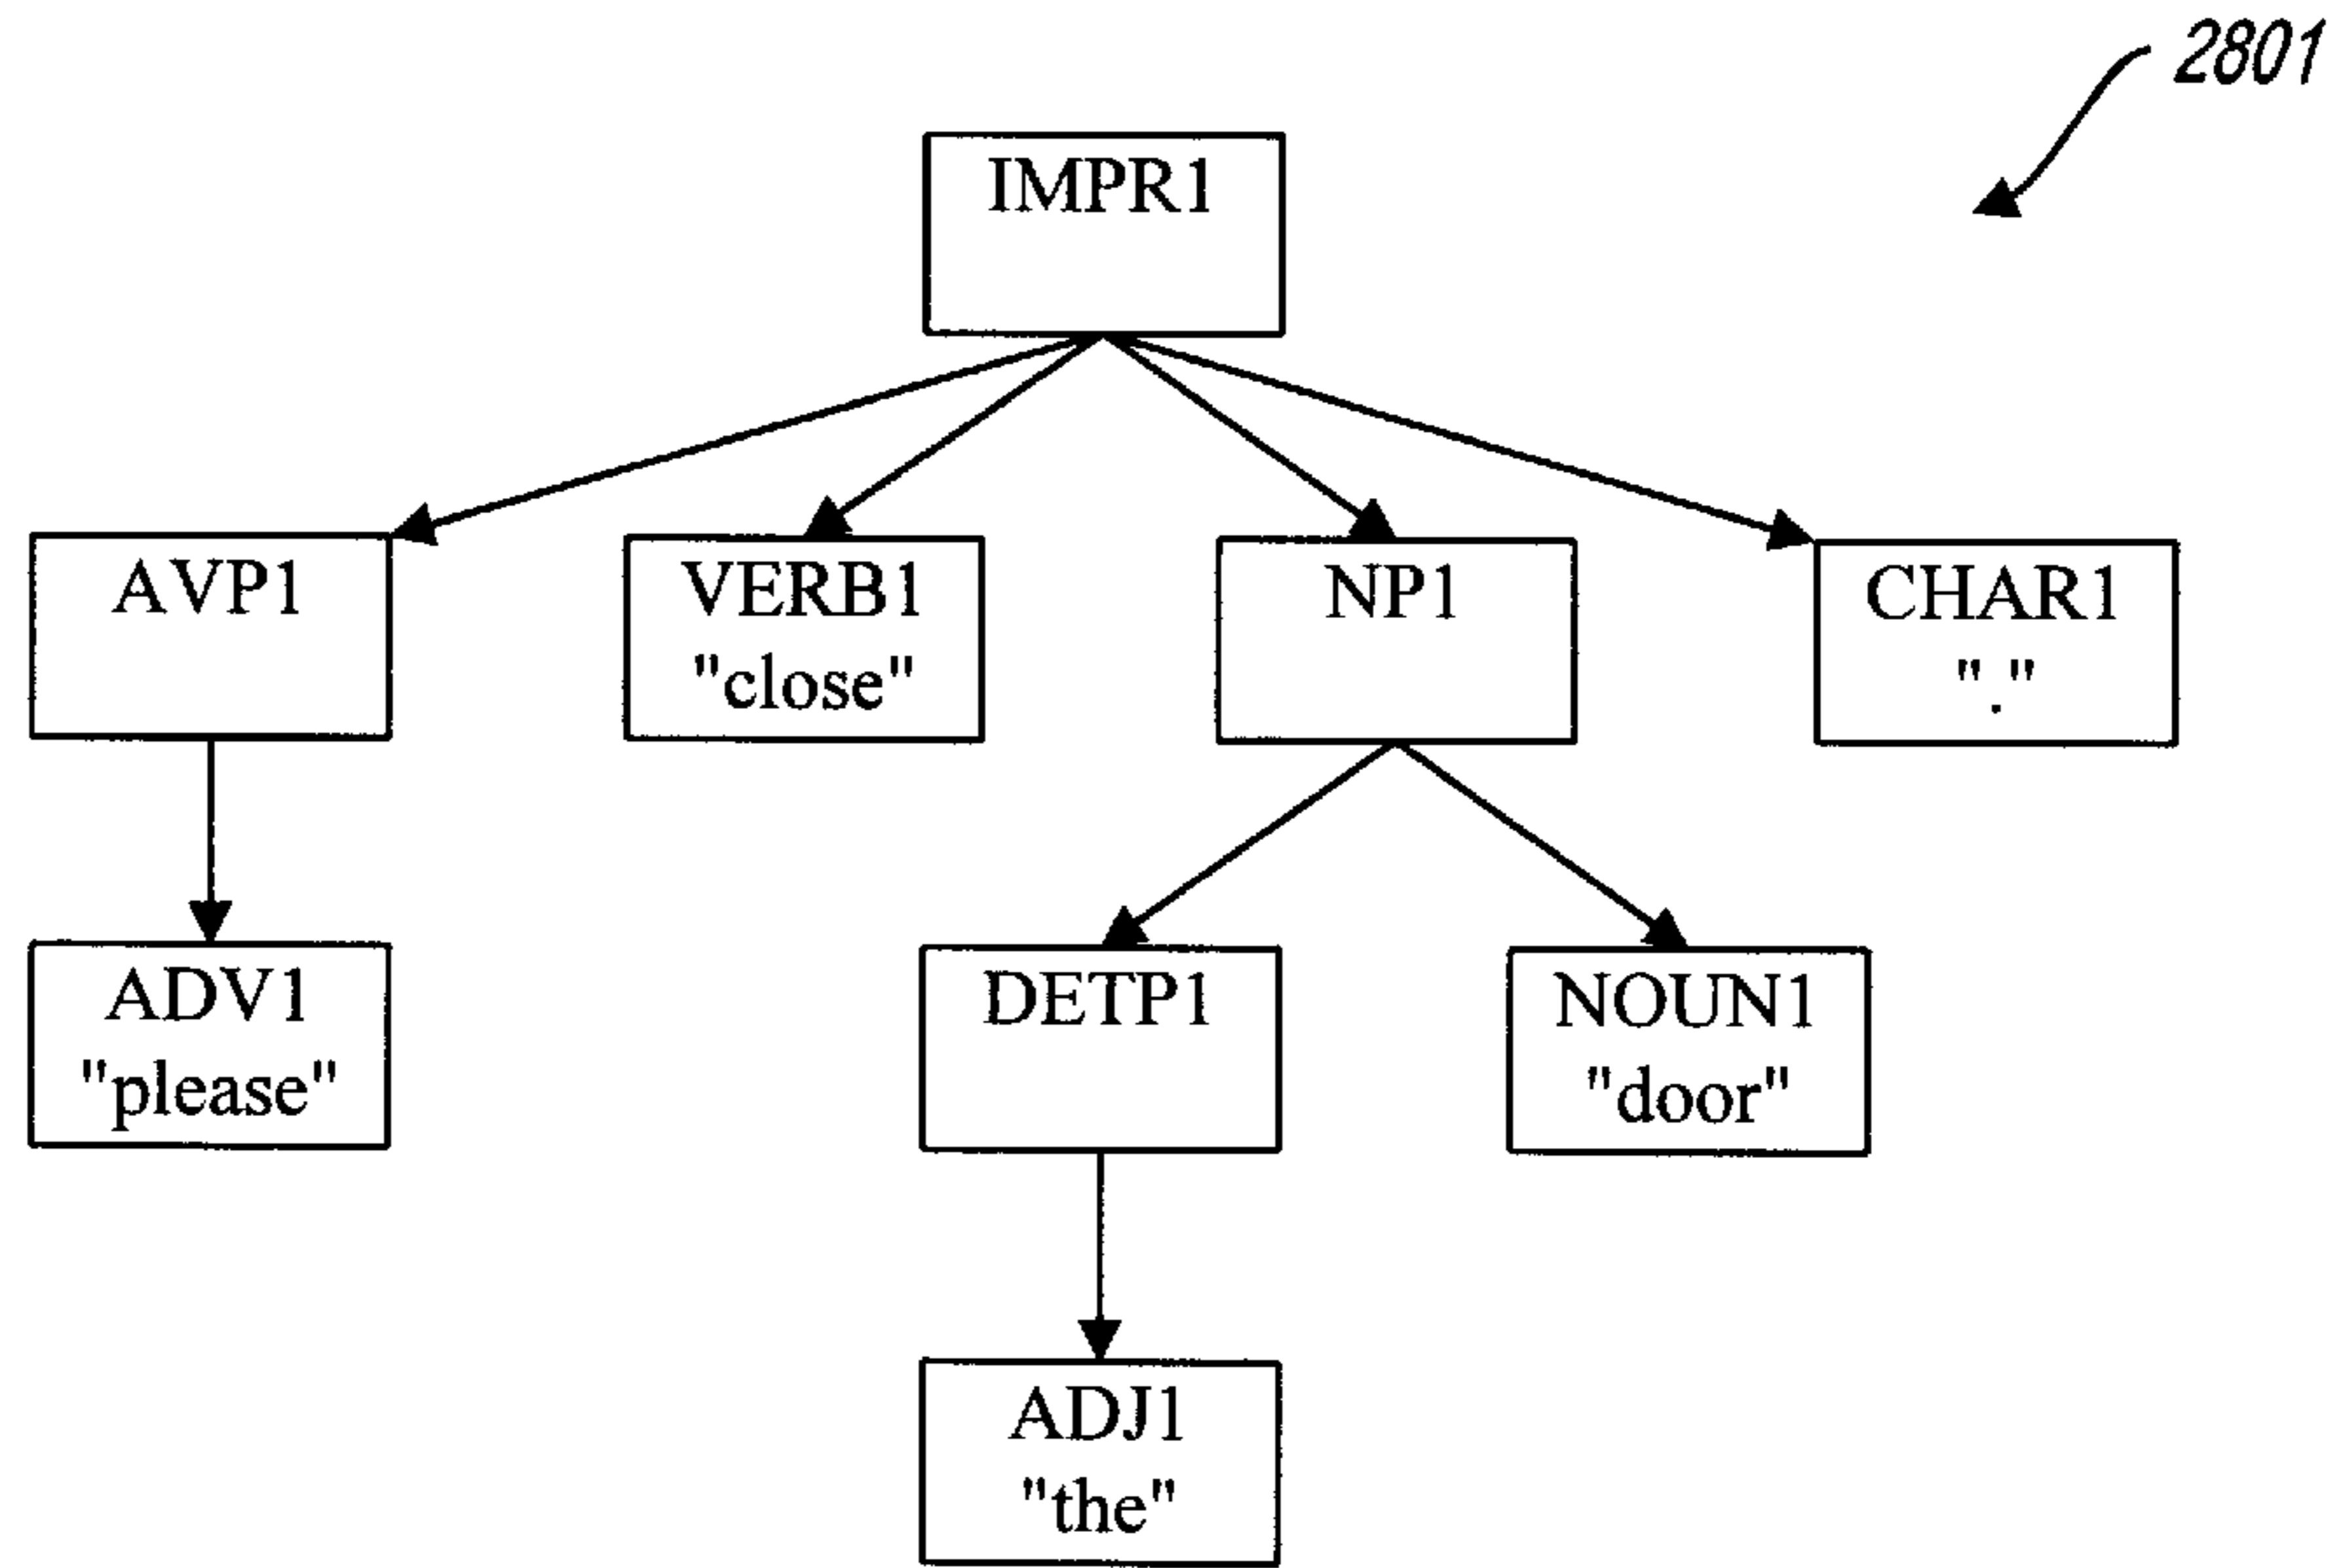 2801
IMPR1
AVP1
VERB1
"close"
NP1
CHAR1
"."
ADV1
"please"
DETP1
NOUN1
"door"
ADJ1
"the"